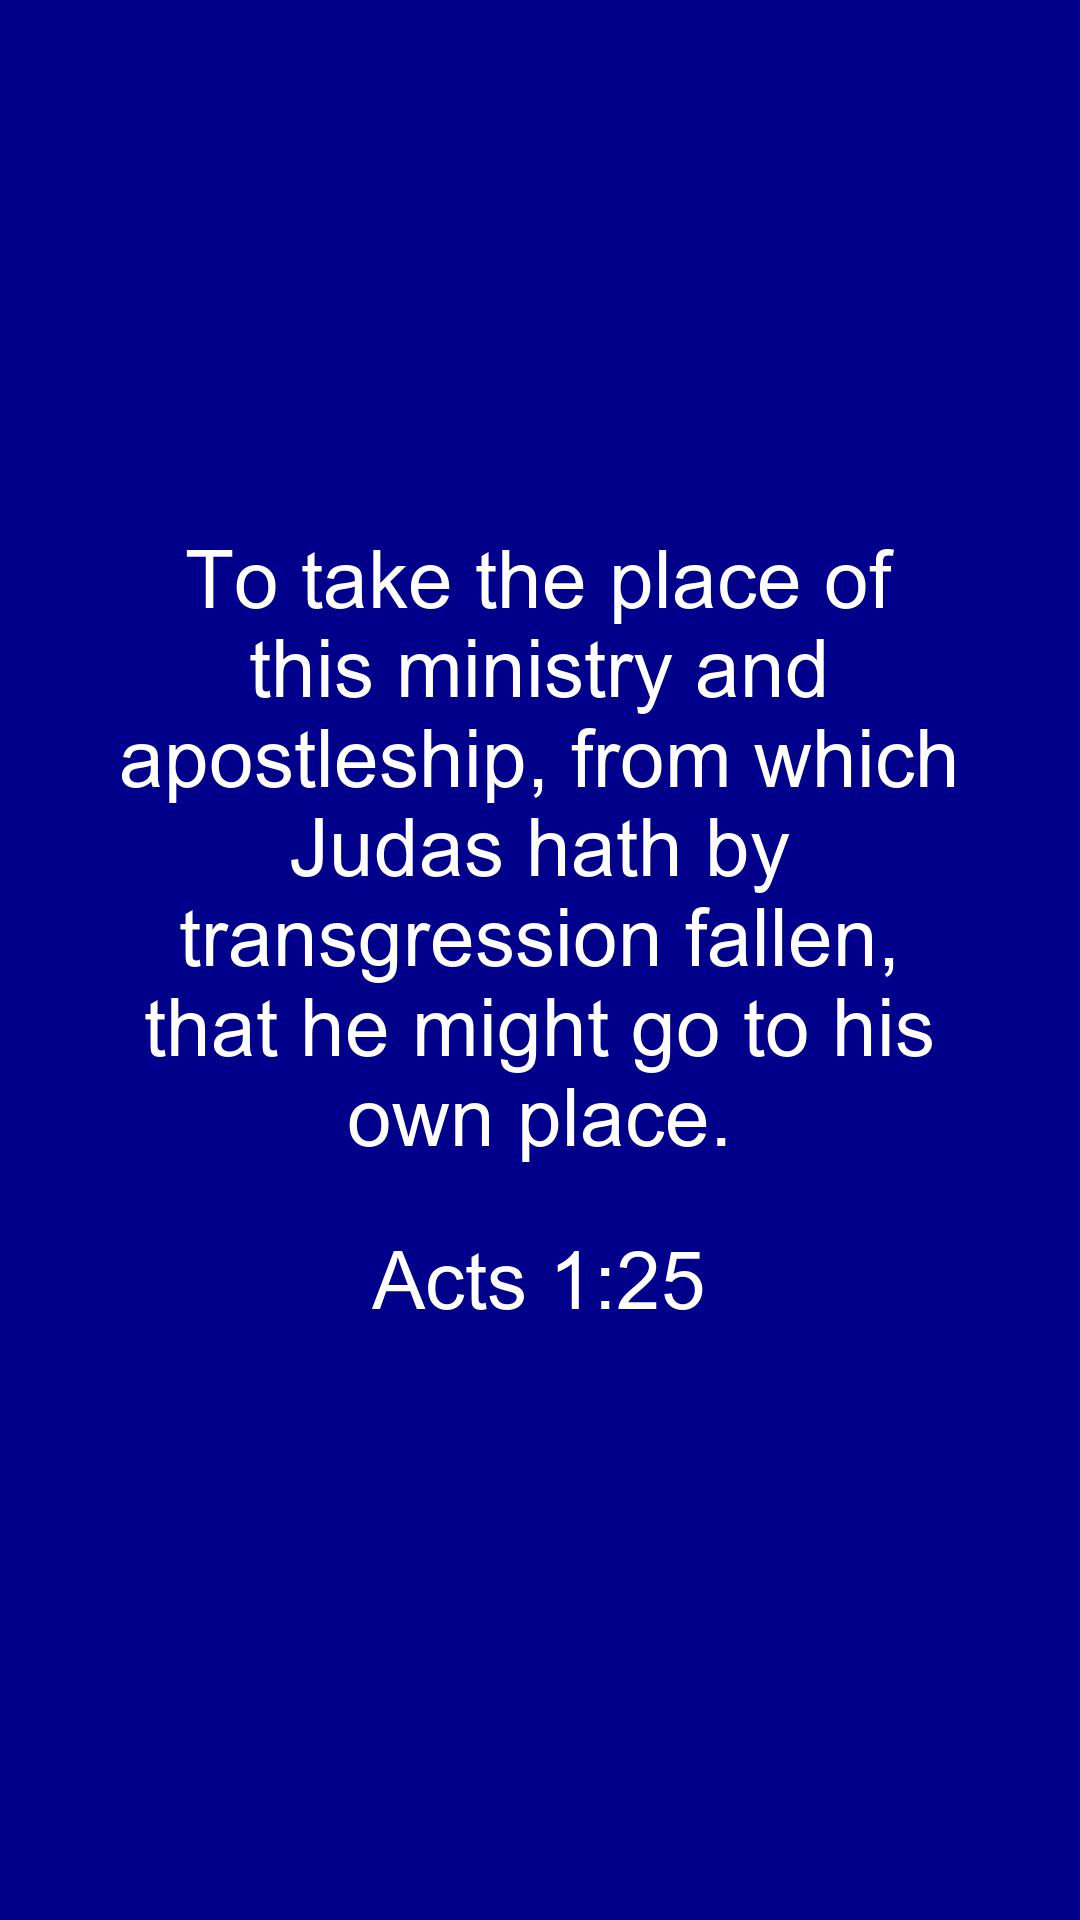 To take the place of
this ministry and
apostleship, from which
Judas hath by
transgression fallen,
that he might go to his
own place.
Acts 1:25